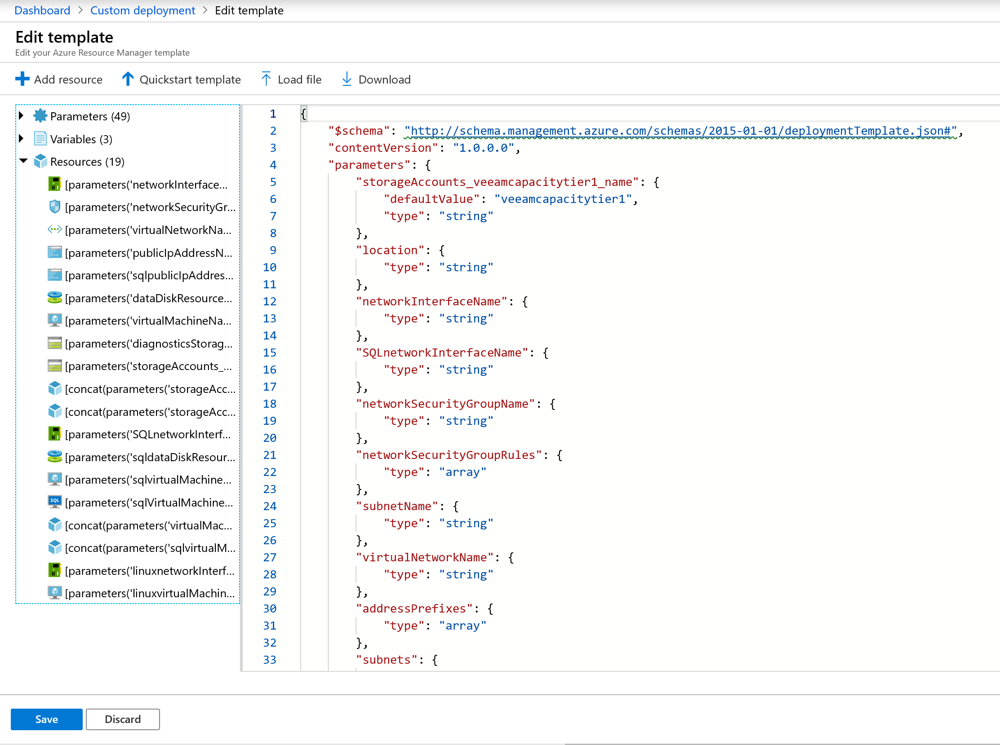 Dashboard > Custom deployment > Edit template
Edit template
Edit your Azure Resource Manager template
Add resource Quickstart template Load file Download
Parameters (49)
Variables (3)
Resources (19)
[parameters('networkInterface...
[parameters('networkSecurityGr...
[parameters('virtualNetworkNa...
[parameters('publicIpAddressN...
[parameters('sqlpublicIpAddres...
[parameters('dataDiskResource...
[parameters('virtualMachineNa...
[parameters('diagnosticsStorag...
[parameters('storageAccounts_...
[concat(parameters('storageAcc...
[concat(parameters('storageAcc...
[parameters('SQLnetworkInterf...
[parameters('sqldataDiskResour...
[parameters('sqlvirtualMachine...
SQL [parameters('sqlVirtualMachine...
[concat(parameters('virtualMac...
[concat(parameters('sqlvirtualM...
[parameters('linuxnetworkInterf...
[parameters('linuxvirtualMachin...
1 {
2 "$schema": "http://schema.management.azure.com/schemas/2015-01-01/deploymentTemplate.json#",
3 "contentVersion": "1.0.0.0",
4 "parameters": {
5 "storageAccounts_veeamcapacitytier1_name": {
6 "defaultValue": "veeamcapacitytier1",
7 "type": "string"
8 },
9 "location": {
10 "type": "string"
11 },
12 "networkInterfaceName": {
13 "type": "string"
14 },
15 "SQLnetworkInterfaceName": {
16 "type": "string"
17 },
18 "networkSecurityGroupName": {
19 "type": "string"
20 },
21 "networkSecurityGroupRules": {
22 "type": "array"
23 },
24 "subnetName": {
25 "type": "string"
26 },
27 "virtualNetworkName": {
28 "type": "string"
29 },
30 "addressPrefixes": {
31 "type": "array"
32 },
33 "subnets": {
Save Discard